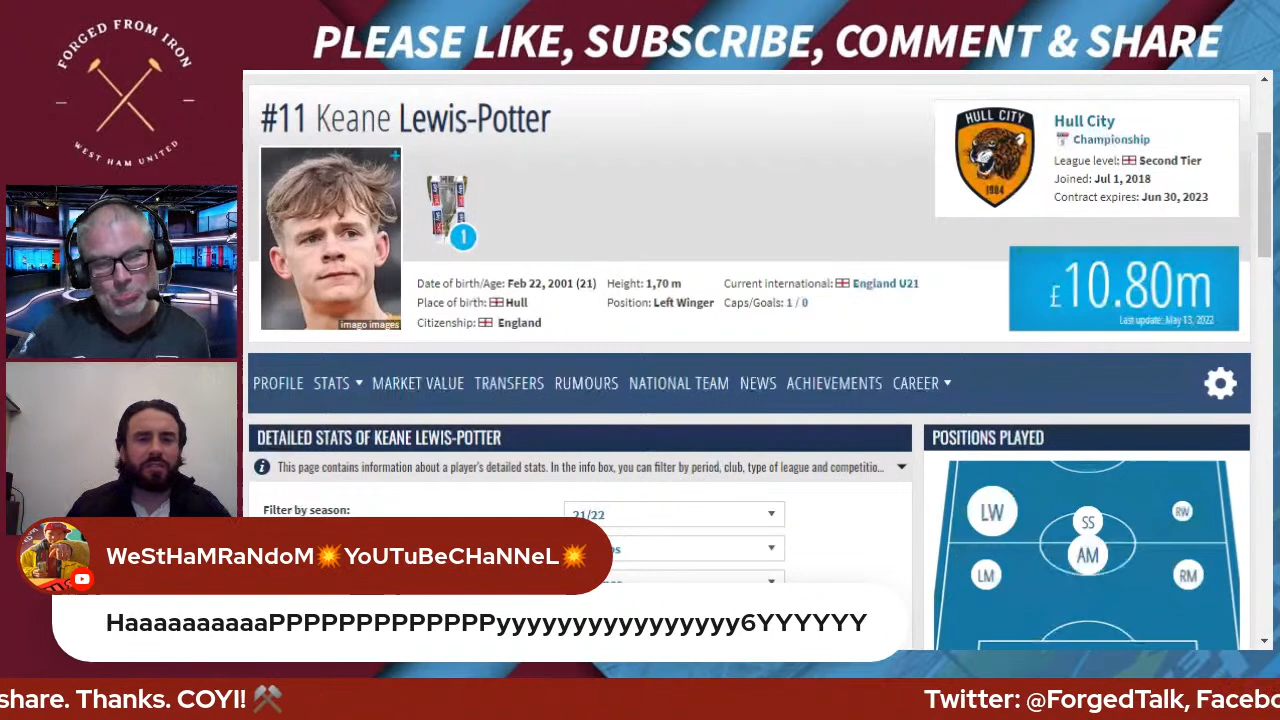 FORGED FROM IRON
WEST HAM UNITED
PLEASE LIKE, SUBSCRIBE, COMMENT & SHARE
#11 Keane Lewis-Potter
1
imago images
Date of birth/Age: Feb 22, 2001 (21)
Place of birth: Hull
Citizenship: England
Height: 1,70 m
Position: Left Winger
Current international: England U21
Caps/Goals: 1 / 0
HULL CITY
1904
Hull City
Championship
League level: Second Tier
Joined: Jul 1, 2018
Contract expires: Jun 30, 2023
£10.80m
Last update: May 13, 2022
PROFILE STATS MARKET VALUE TRANSFERS RUMOURS NATIONAL TEAM NEWS ACHIEVEMENTS CAREER
DETAILED STATS OF KEANE LEWIS-POTTER
This page contains information about a player's detailed stats. In the info box, you can filter by period, club, type of league and competitio...
Filter by season:
21/22
POSITIONS PLAYED
LW SS RW
AM
LM RM
WeStHaMRaNdoM💥YoUTuBeCHaNNeL💥
HaaaaaaaaaaPPPPPPPPPPPPPyyyyyyyyyyyyyyyy6YYYYYY
share. Thanks. COYI! ⚒️
Twitter: @ForgedTalk, Facebo